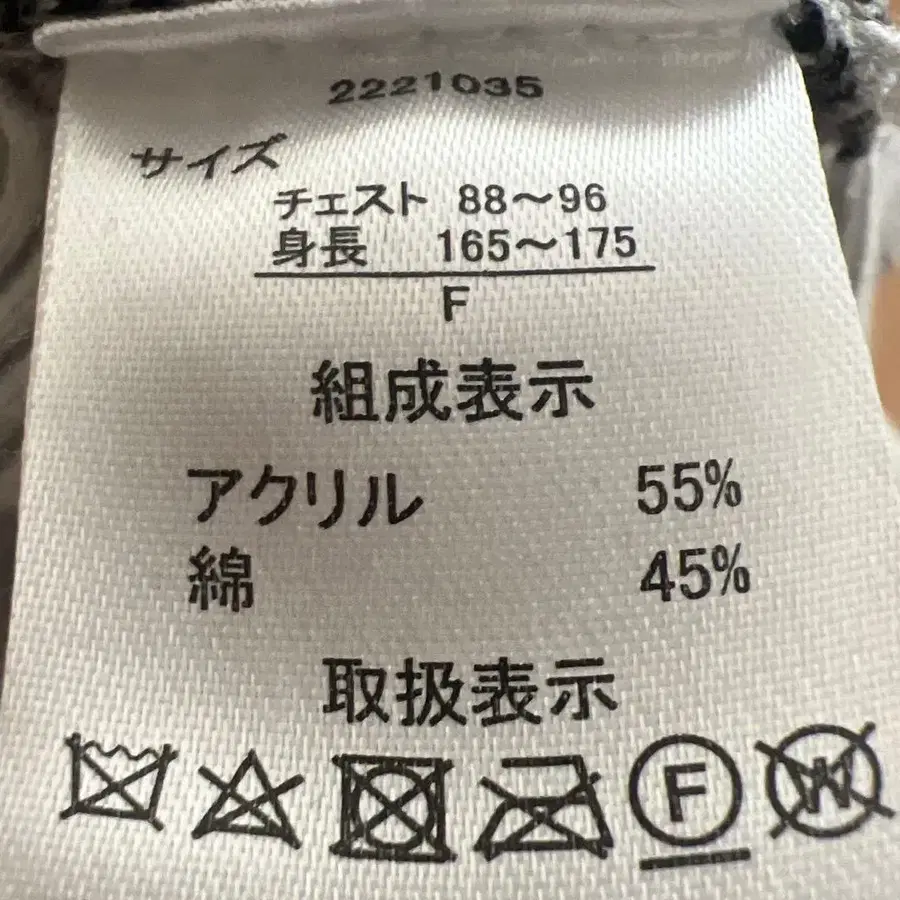 2221035
サイズ
チェスト 88～96
身長 165～175
F
組成表示
アクリル 55%
綿 45%
取扱表示
F W